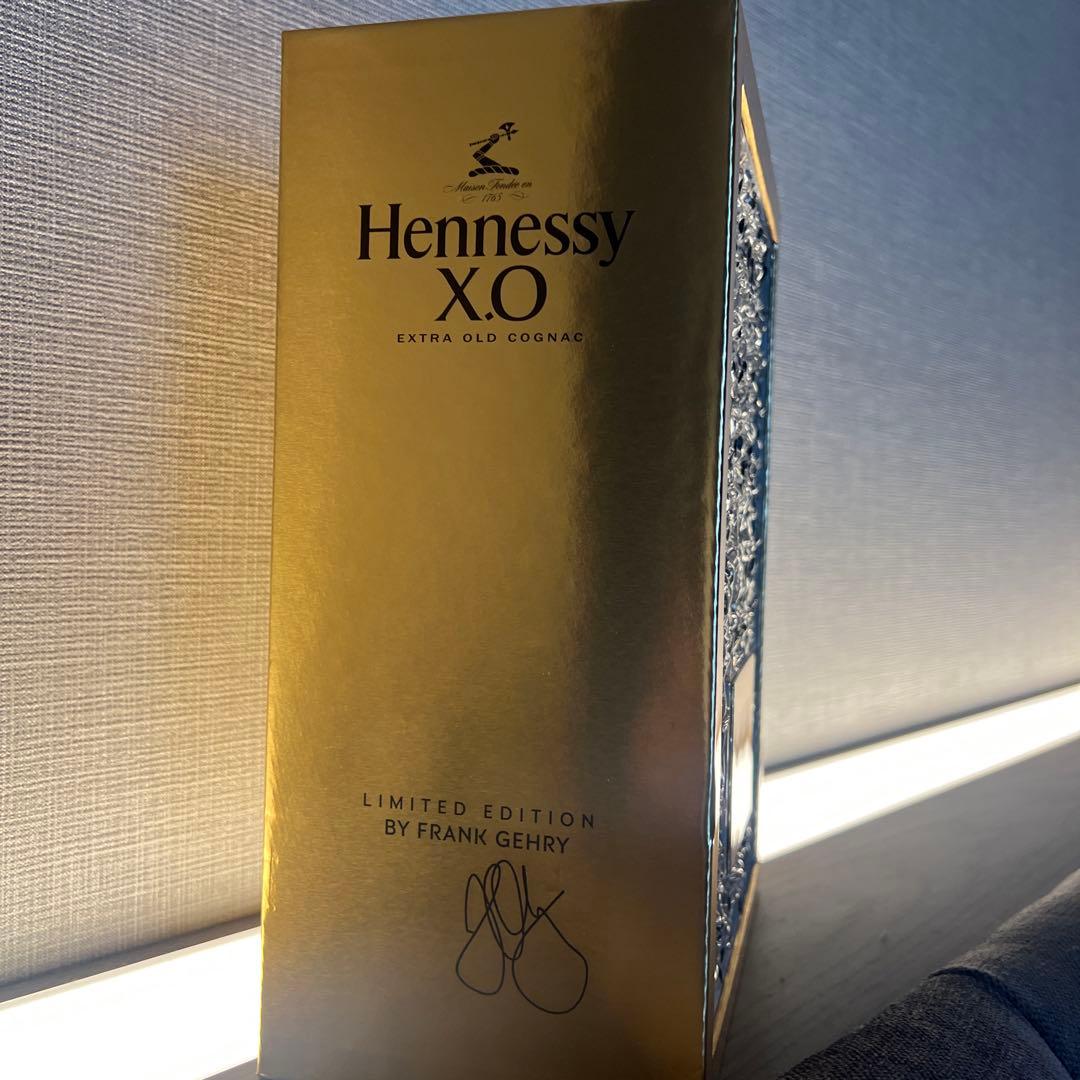 Maison Fondée en
1765
Hennessy
X.O
EXTRA OLD COGNAC
LIMITED EDITION
BY FRANK GEHRY